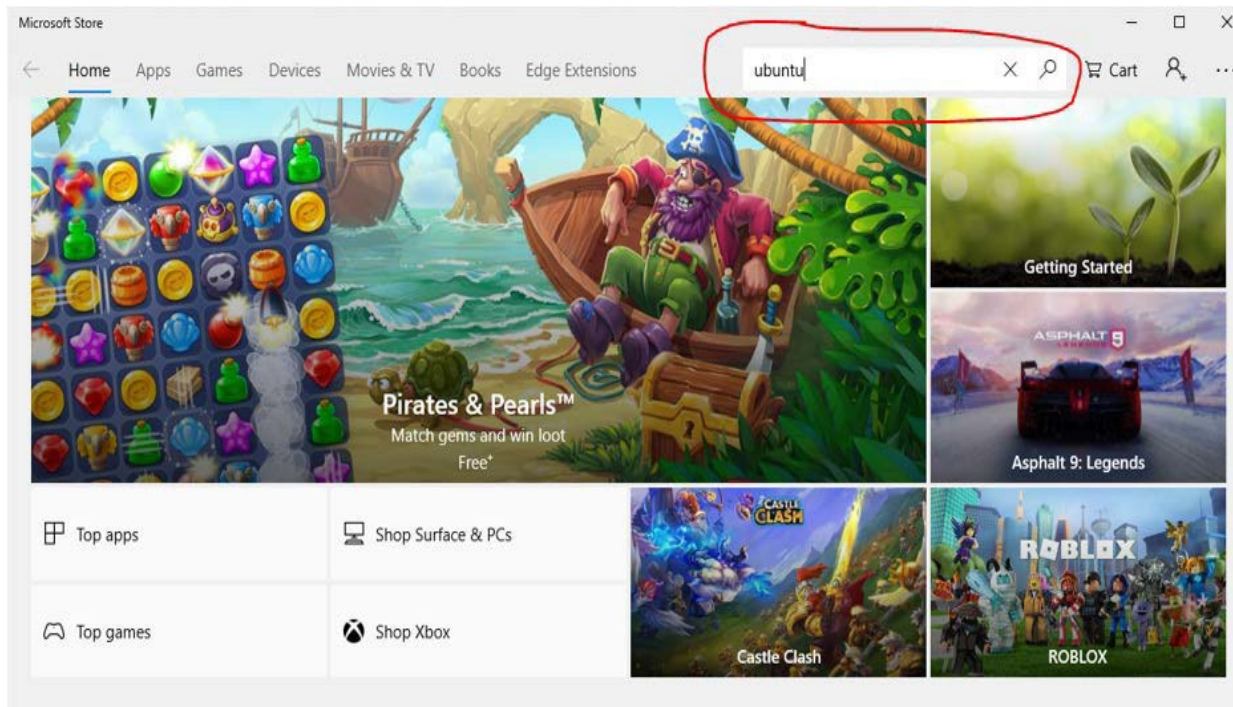 Microsoft Store
Home Apps Games Devices Movies & TV Books Edge Extensions ubuntu Cart
Pirates & Pearls™
Match gems and win loot
Free⁺
Getting Started
ASPHALT 9
LEGENDS
Asphalt 9: Legends
Top apps
Shop Surface & PCs
Top games
Shop Xbox
CASTLE
CLASH
Castle Clash
ROBLOX
ROBLOX